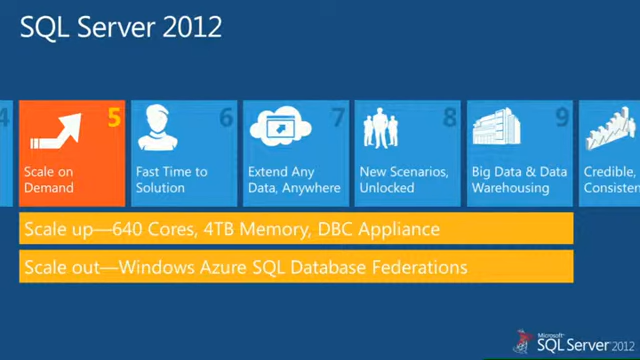 SQL Server 2012
4
5
Scale on
Demand
6
Fast Time to
Solution
7
Extend Any
Data, Anywhere
8
New Scenarios,
Unlocked
9
Big Data & Data
Warehousing
Credible,
Consisten
Scale up—640 Cores, 4TB Memory, DBC Appliance
Scale out—Windows Azure SQL Database Federations
Microsoft
SQL Server 2012